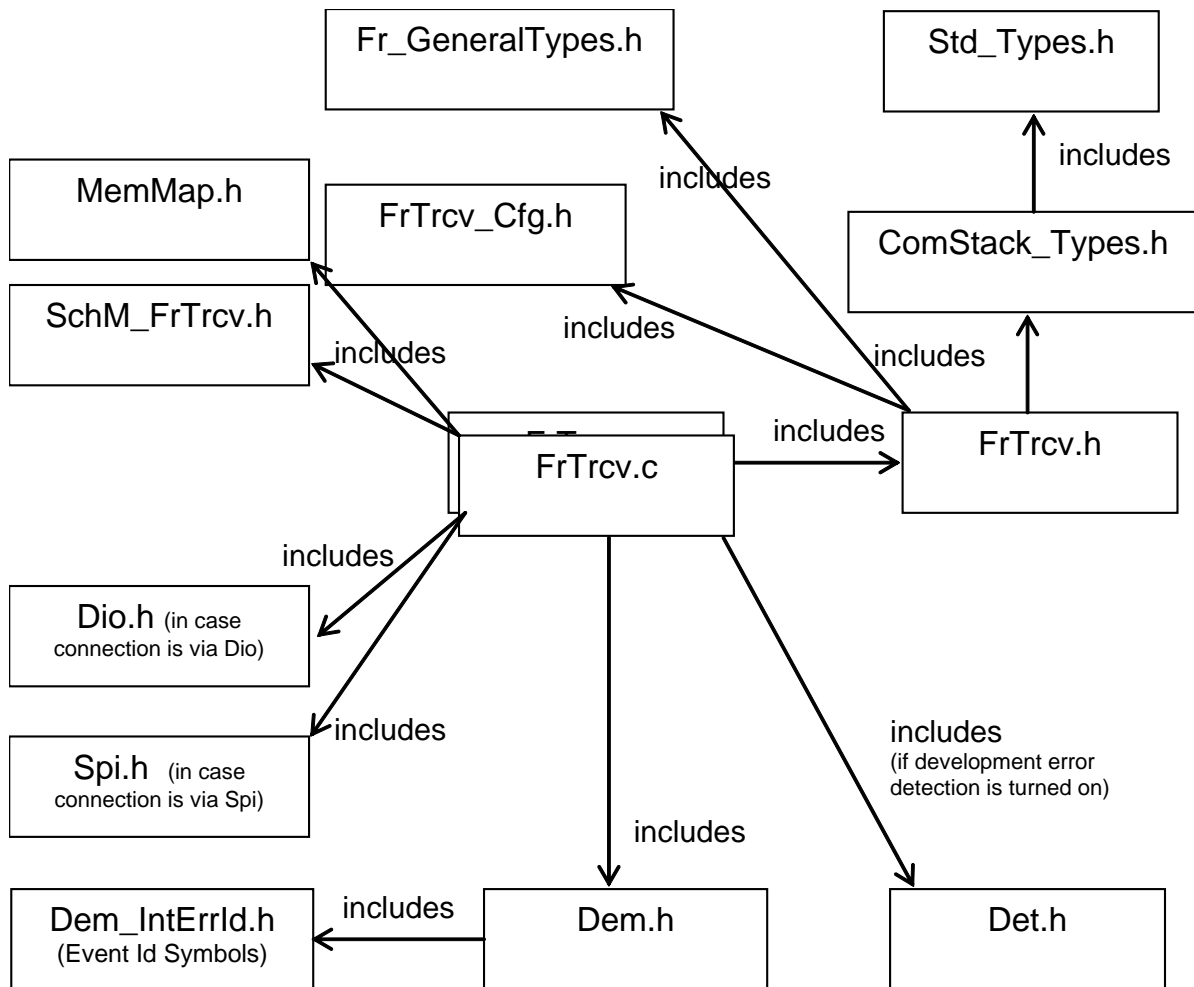 Fr_GeneralTypes.h
Std_Types.h
includes
MemMap.h
includes
FrTrcv_Cfg.h
ComStack_Types.h
SchM_FrTrcv.h
includes
includes
includes
includes
FrTrcv.h
FrTrcv.c
includes
Dio.h (in case
connection is via Dio)
includes
includes
(if development error
detection is turned on)
Spi.h (in case
connection is via Spi)
includes
includes
Dem_IntErrId.h
(Event Id Symbols)
Dem.h
Det.h